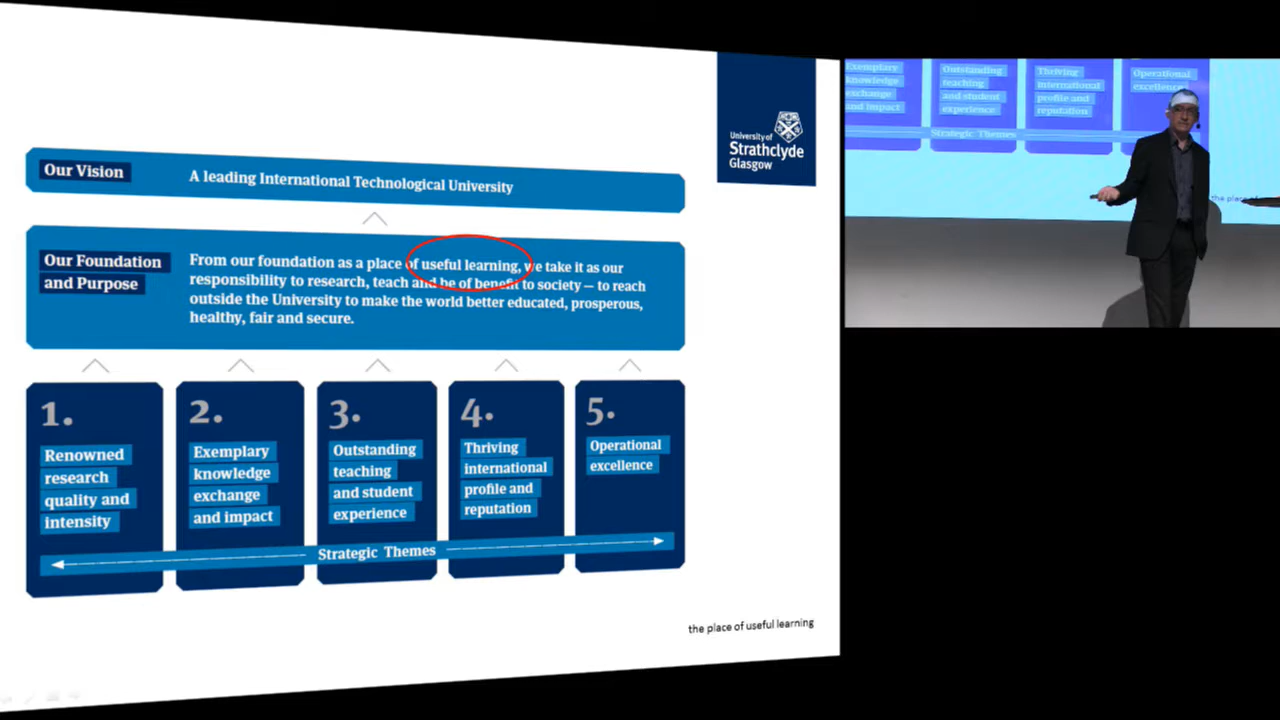 University of
Strathclyde
Glasgow
Our Vision
A leading International Technological University
Our Foundation
and Purpose
From our foundation as a place of useful learning, we take it as our
responsibility to research, teach and be of benefit to society – to reach
outside the University to make the world better educated, prosperous,
healthy, fair and secure.
1.
Renowned
research
quality and
intensity
2.
Exemplary
knowledge
exchange
and impact
3.
Outstanding
teaching
and student
experience
4.
Thriving
international
profile and
reputation
5.
Operational
excellence
Strategic Themes
the place of useful learning
Exemplary
knowledge
exchange
and impact
Outstanding
teaching
and student
experience
Thriving
international
profile and
reputation
Operational
excellence
Strategic Themes
the place